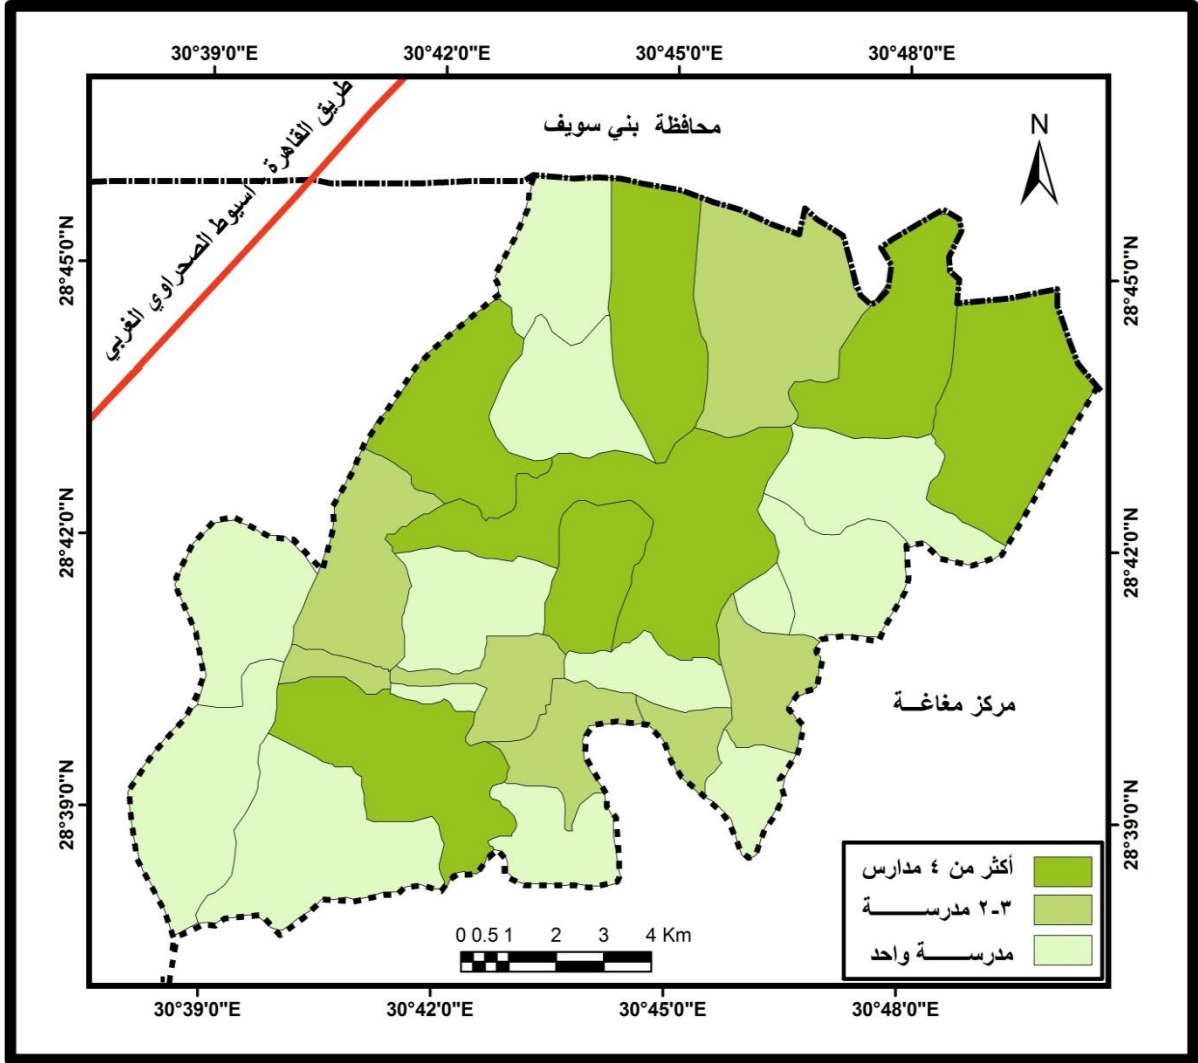 30°39'0"E 30°42'0"E 30°45'0"E 30°48'0"E
محافظة بني سويف
N
طريق القاهرة - اسيوط الصحراوي الغربي
28°45'0"N
28°45'0"N
28°42'0"N
28°42'0"N
مركز مغاغـــة
28°39'0"N
28°39'0"N
أكثر من ٤ مدارس
٣-٢ مدرســــــــة
مدرســــــة واحد
0 0.5 1 2 3 4 Km
30°39'0"E 30°42'0"E 30°45'0"E 30°48'0"E